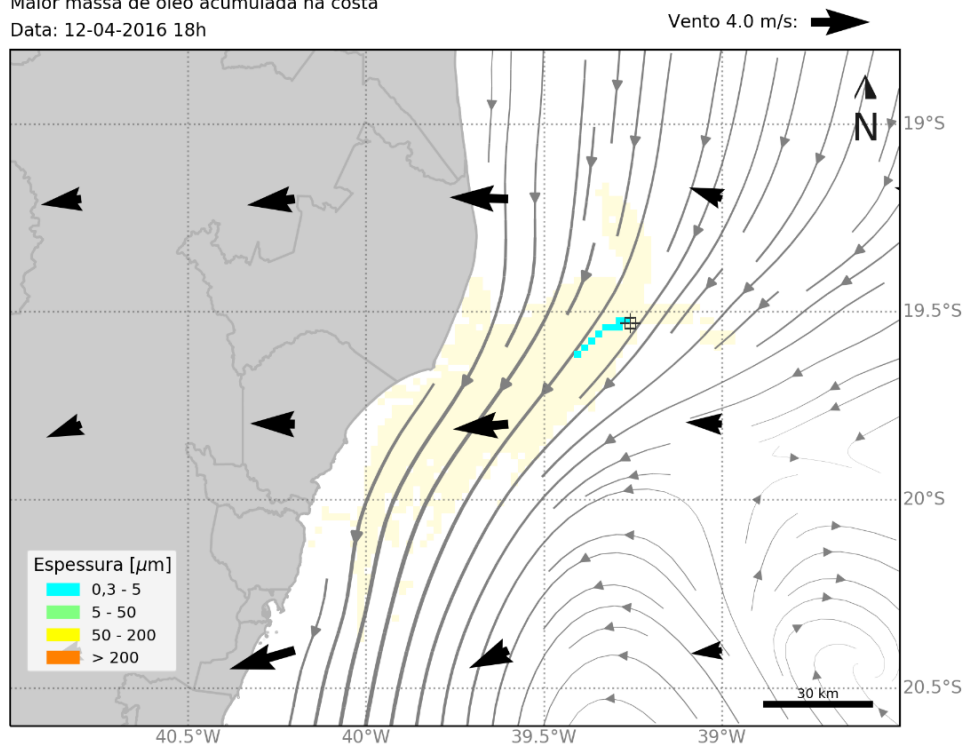 Maior massa de óleo acumulada na costa
Data: 12-04-2016 18h
Vento 4.0 m/s:
N
19°S
19.5°S
20°S
20.5°S
Espessura [μm]
0,3 - 5
5 - 50
50 - 200
> 200
30 km
40.5°W
40°W
39.5°W
39°W